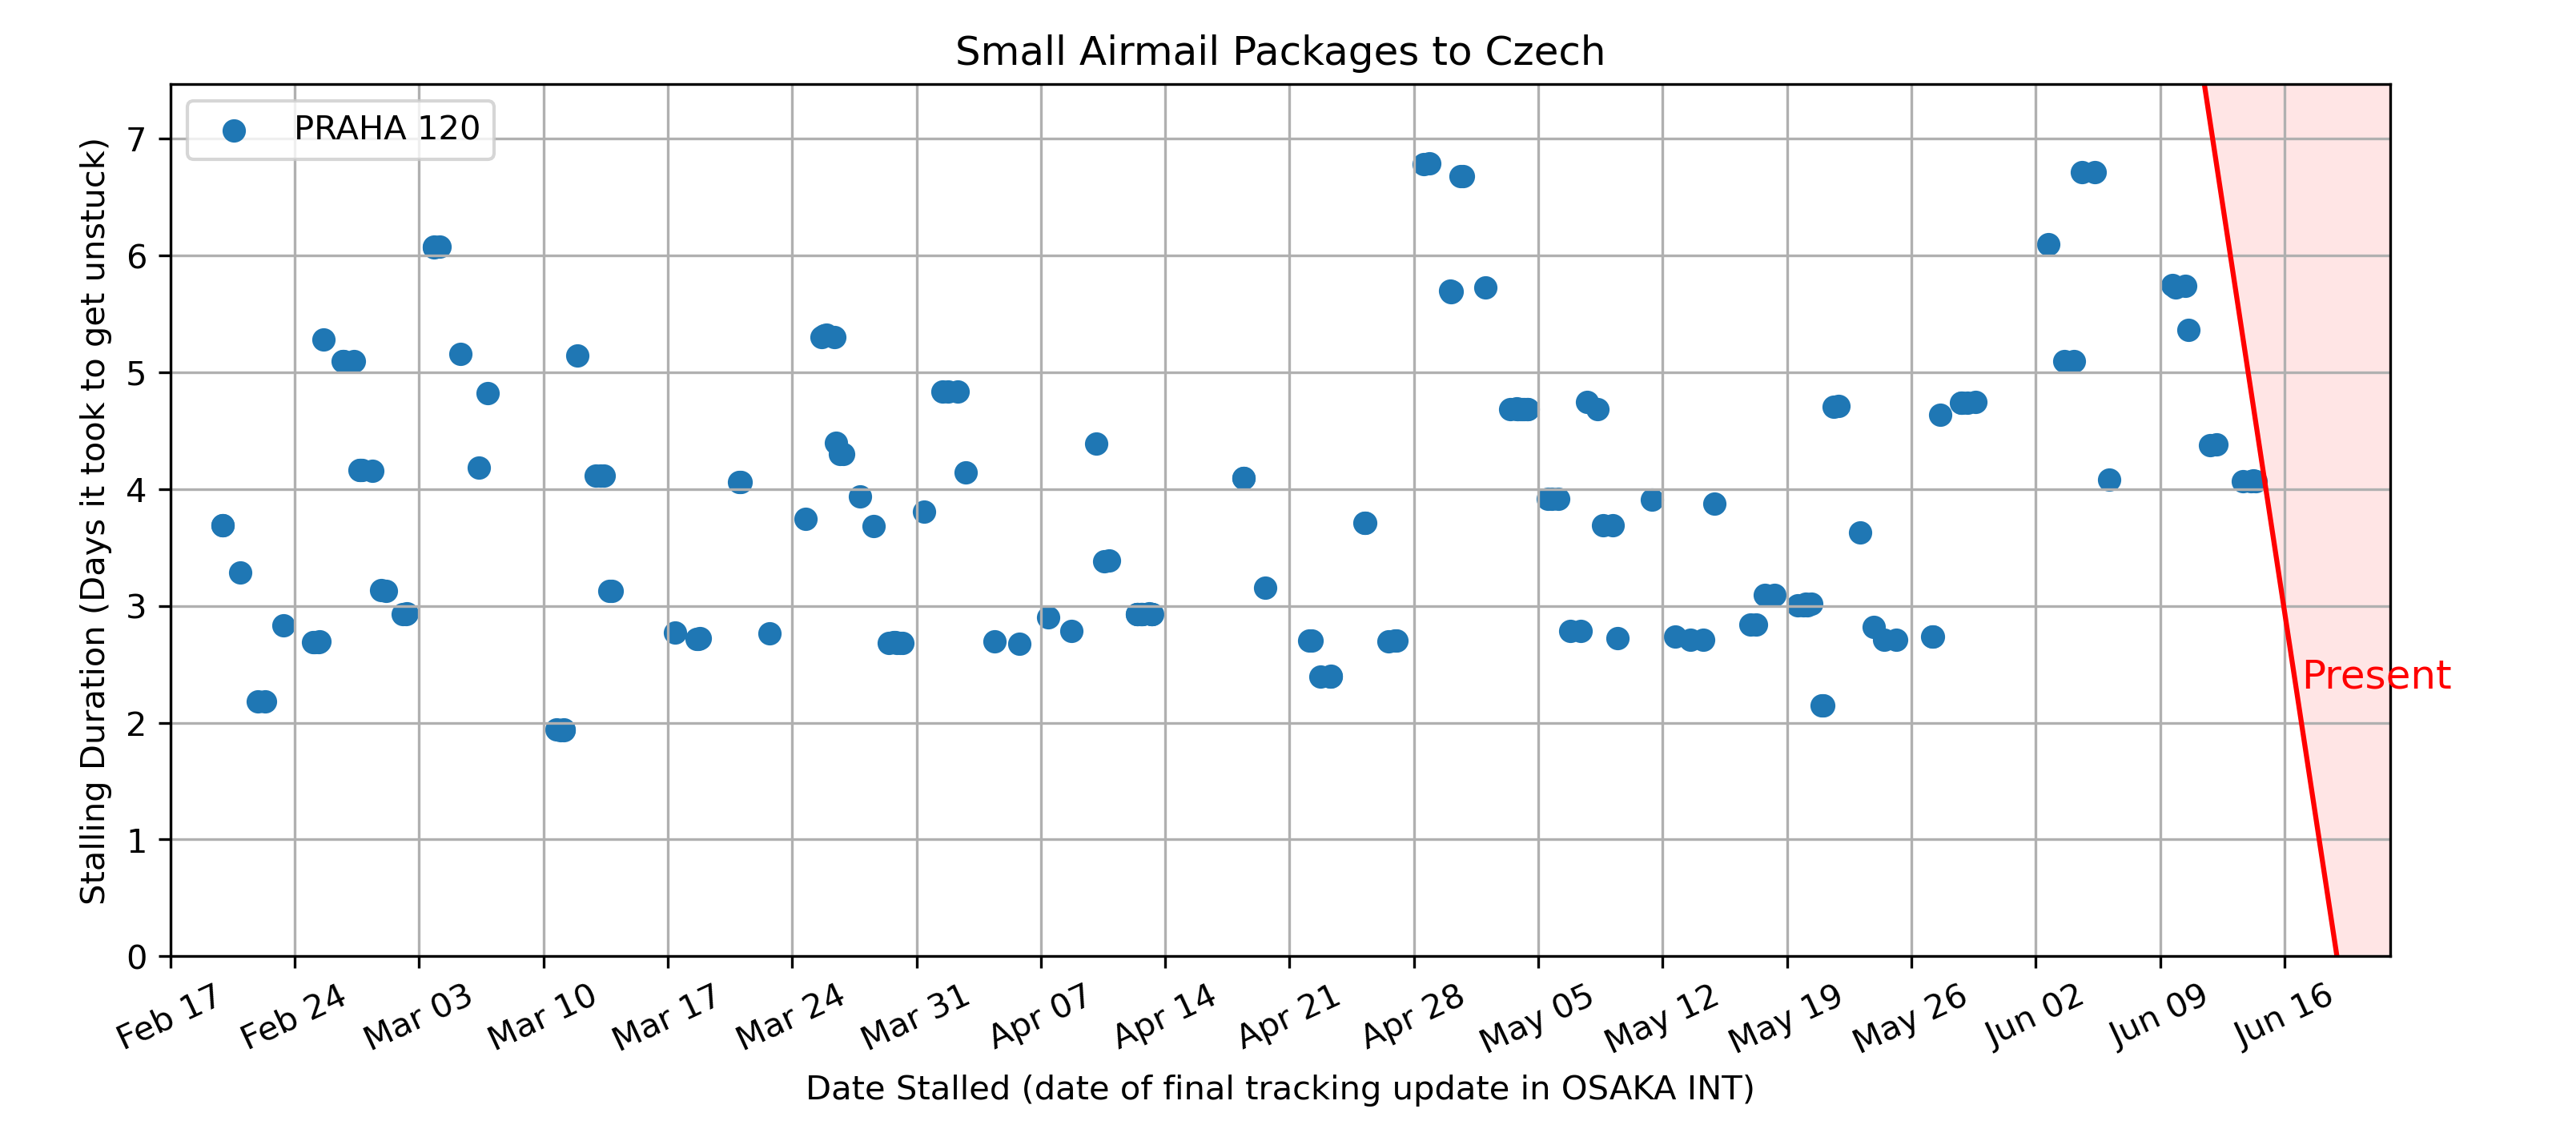 Small Airmail Packages to Czech
PRAHA 120
Stalling Duration (Days it took to get unstuck)
7
6
5
4
3
2
1
0
Present
Feb 17
Feb 24
Mar 03
Mar 10
Mar 17
Mar 24
Mar 31
Apr 07
Apr 14
Apr 21
Apr 28
May 05
May 12
May 19
May 26
Jun 02
Jun 09
Jun 16
Date Stalled (date of final tracking update in OSAKA INT)